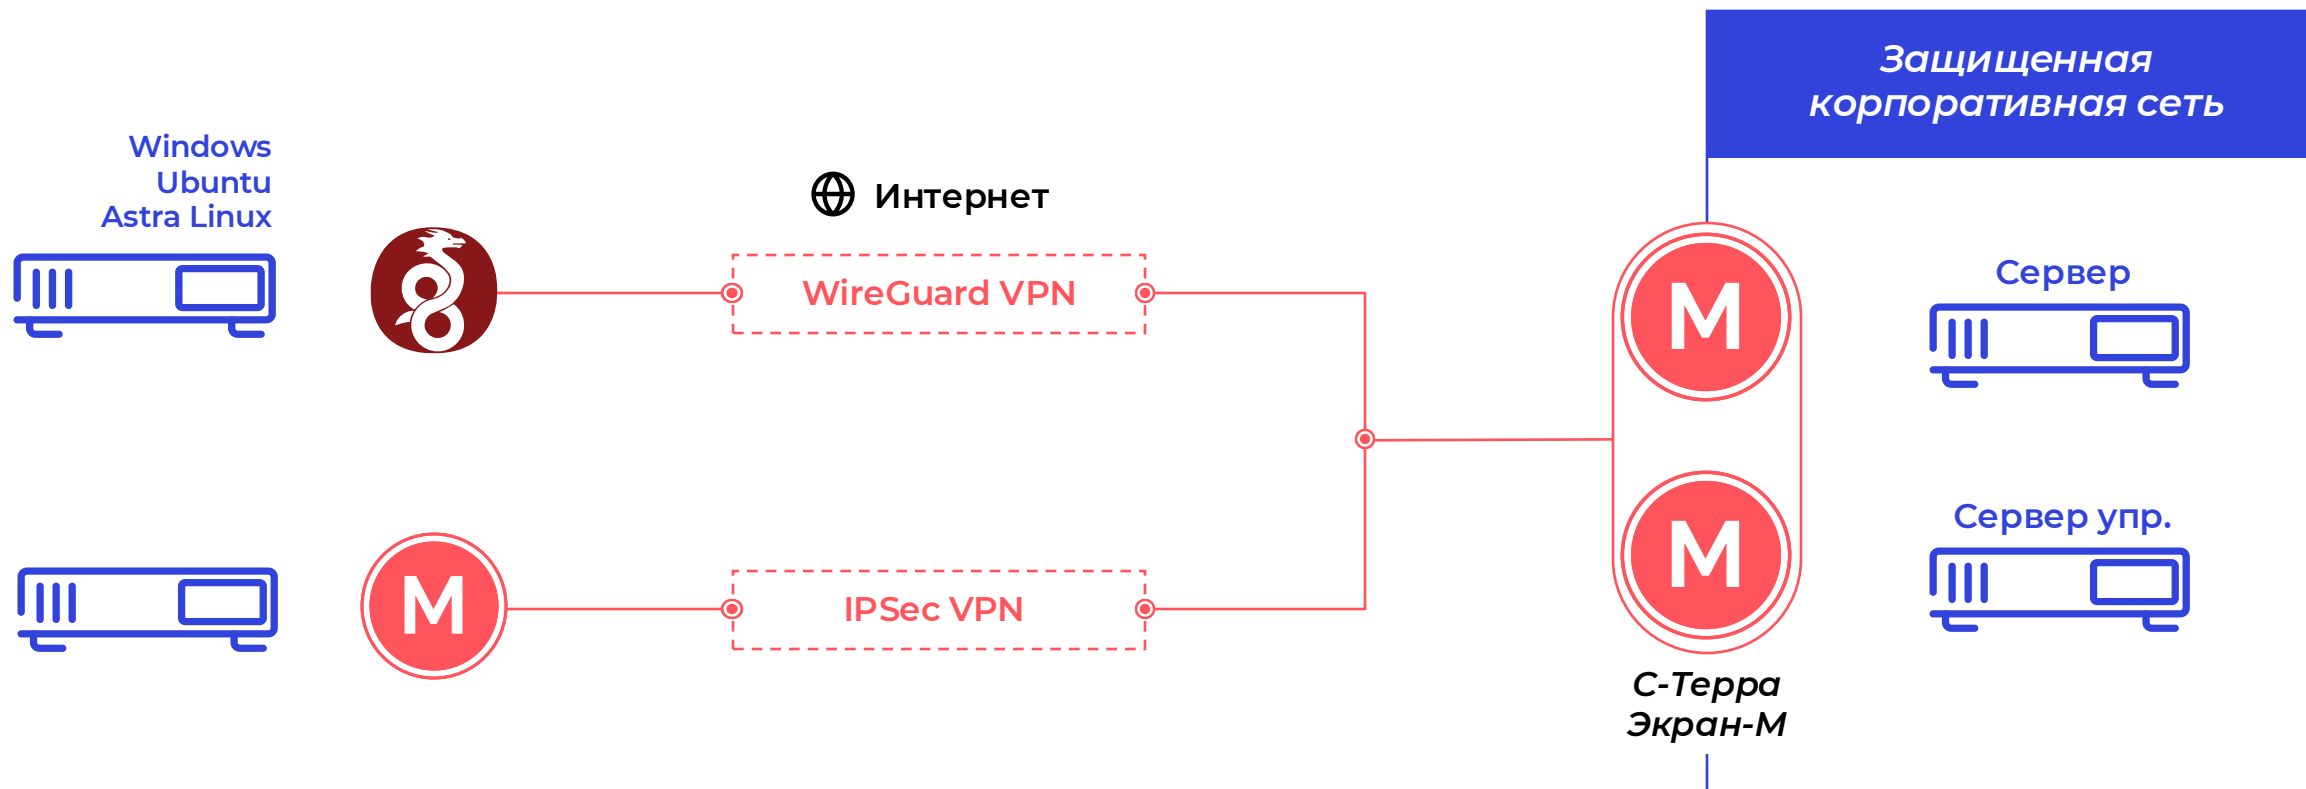 Защищенная
корпоративная сеть
Windows
Ubuntu
Astra Linux
Интернет
WireGuard VPN
M
Сервер
M
IPSec VPN
M
Сервер упр.
С-Терра
Экран-М